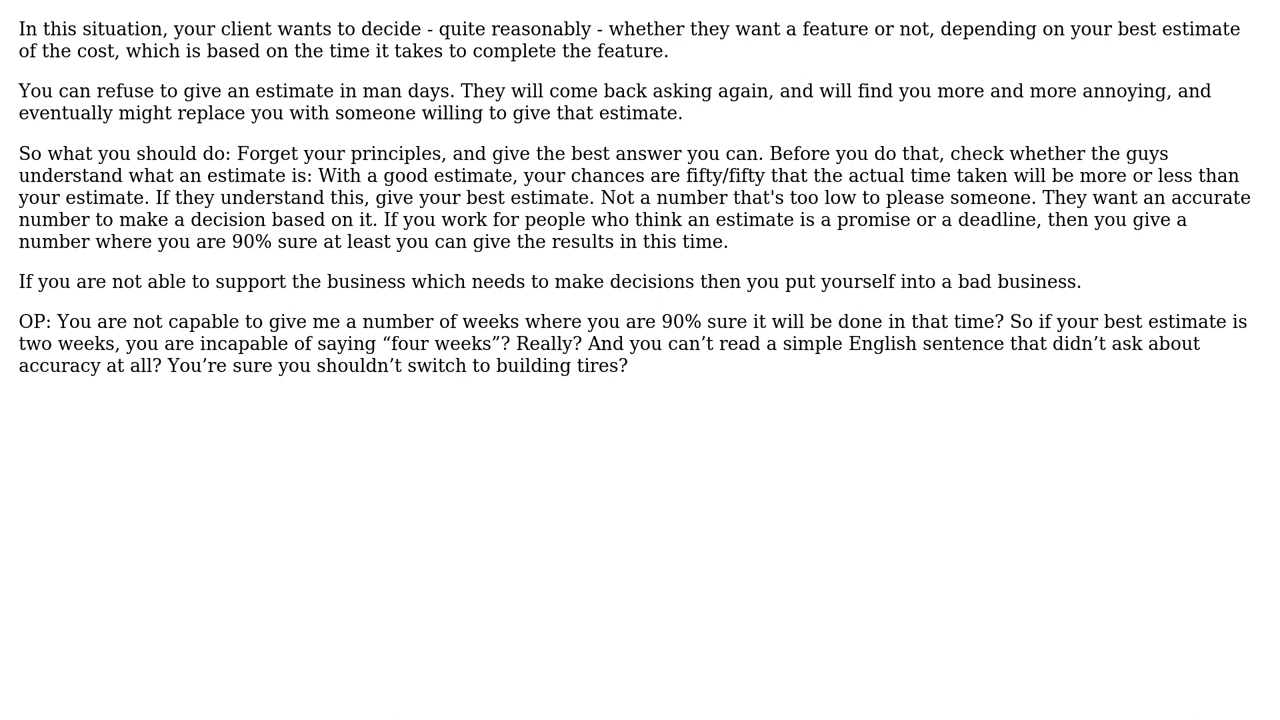 In this situation, your client wants to decide - quite reasonably - whether they want a feature or not, depending on your best estimate
of the cost, which is based on the time it takes to complete the feature.
You can refuse to give an estimate in man days. They will come back asking again, and will find you more and more annoying, and
eventually might replace you with someone willing to give that estimate.
So what you should do: Forget your principles, and give the best answer you can. Before you do that, check whether the guys
understand what an estimate is: With a good estimate, your chances are fifty/fifty that the actual time taken will be more or less than
your estimate. If they understand this, give your best estimate. Not a number that's too low to please someone. They want an accurate
number to make a decision based on it. If you work for people who think an estimate is a promise or a deadline, then you give a
number where you are 90% sure at least you can give the results in this time.
If you are not able to support the business which needs to make decisions then you put yourself into a bad business.
OP: You are not capable to give me a number of weeks where you are 90% sure it will be done in that time? So if your best estimate is
two weeks, you are incapable of saying “four weeks”? Really? And you can’t read a simple English sentence that didn’t ask about
accuracy at all? You’re sure you shouldn’t switch to building tires?